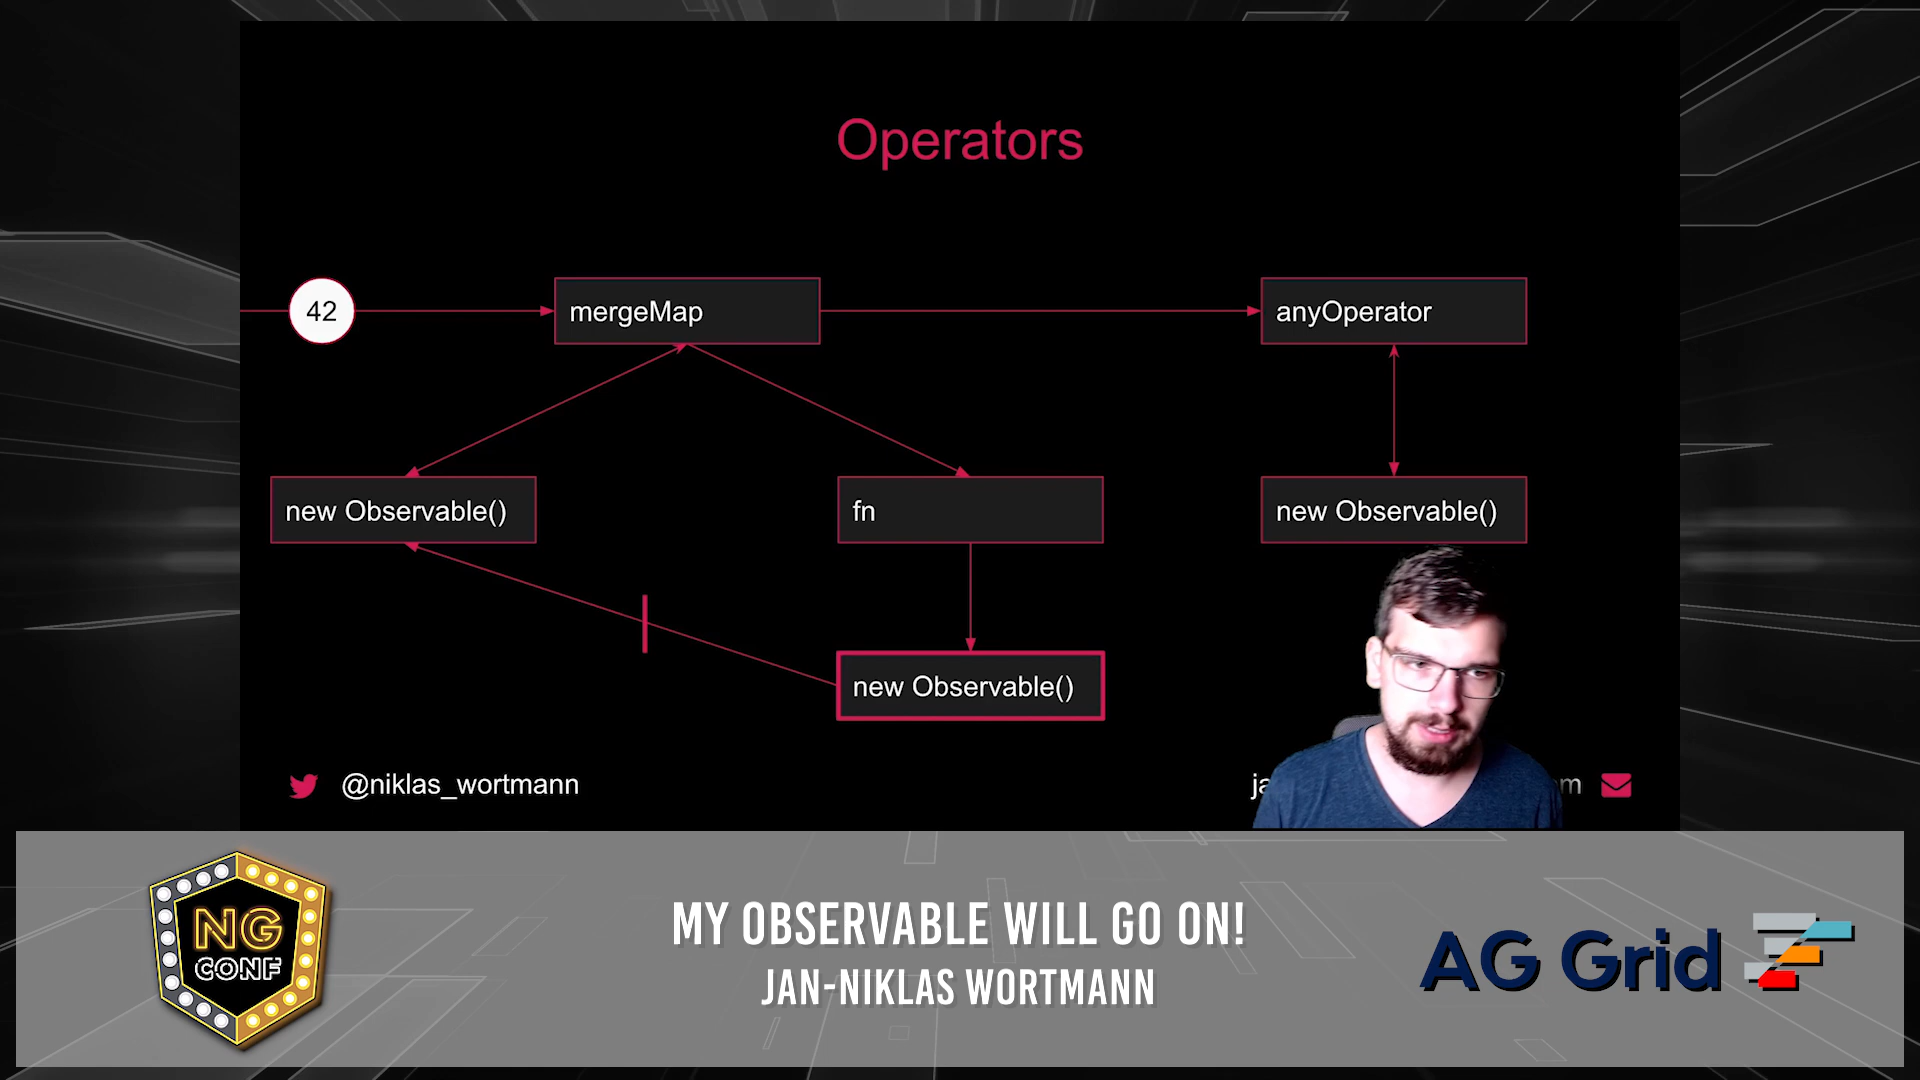 Operators
42
mergeMap
anyOperator
new Observable()
fn
new Observable()
new Observable()
@niklas_wortmann
NG
CONF
MY OBSERVABLE WILL GO ON!
JAN-NIKLAS WORTMANN
AG Grid